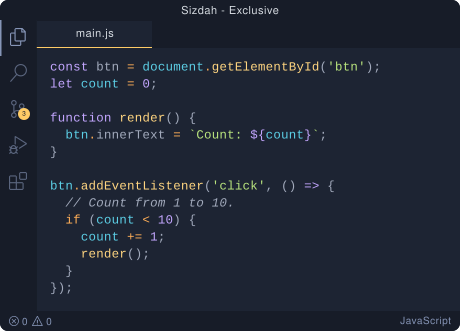 Sizdah - Exclusive
main.js
const btn = document.getElementById('btn');
let count = 0;
function render() {
  btn.innerText = `Count: ${count}`;
}
btn.addEventListener('click', () => {
  // Count from 1 to 10.
  if (count < 10) {
    count += 1;
    render();
  }
});
3
0 0
JavaScript